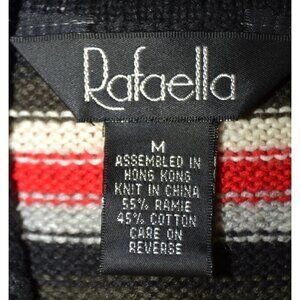 Rafaella
M
ASSEMBLED IN
HONG KONG
KNIT IN CHINA
55% RAMIE
45% COTTON
CARE ON
REVERSE